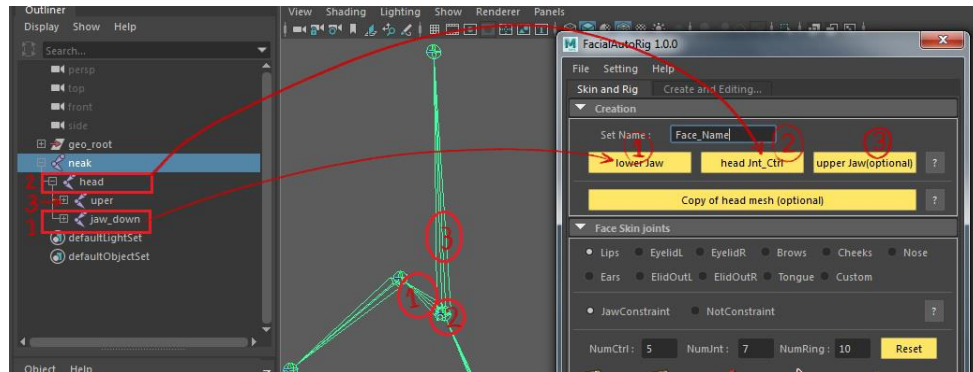 Outliner
Display Show Help
Search...
persp
top
front
side
geo_root
neak
2 head
3 uper
1 jaw_down
defaultLightSet
defaultObjectSet
Object Help
View Shading Lighting Show Renderer Panels
3
1
2
M FacialAutoRig 1.0.0
File Setting Help
Skin and Rig Create and Editing...
Creation
Set Name : Face_Name
1 2 3
lower Jaw head Jnt_Ctrl upper Jaw(optional) ?
Copy of head mesh (optional) ?
Face Skin joints
Lips EyelidL EyelidR Brows Cheeks Nose
Ears ElidOutL ElidOutR Tongue Custom
JawConstraint NotConstraint ?
NumCtrl : 5 NumJnt : 7 NumRing : 10 Reset